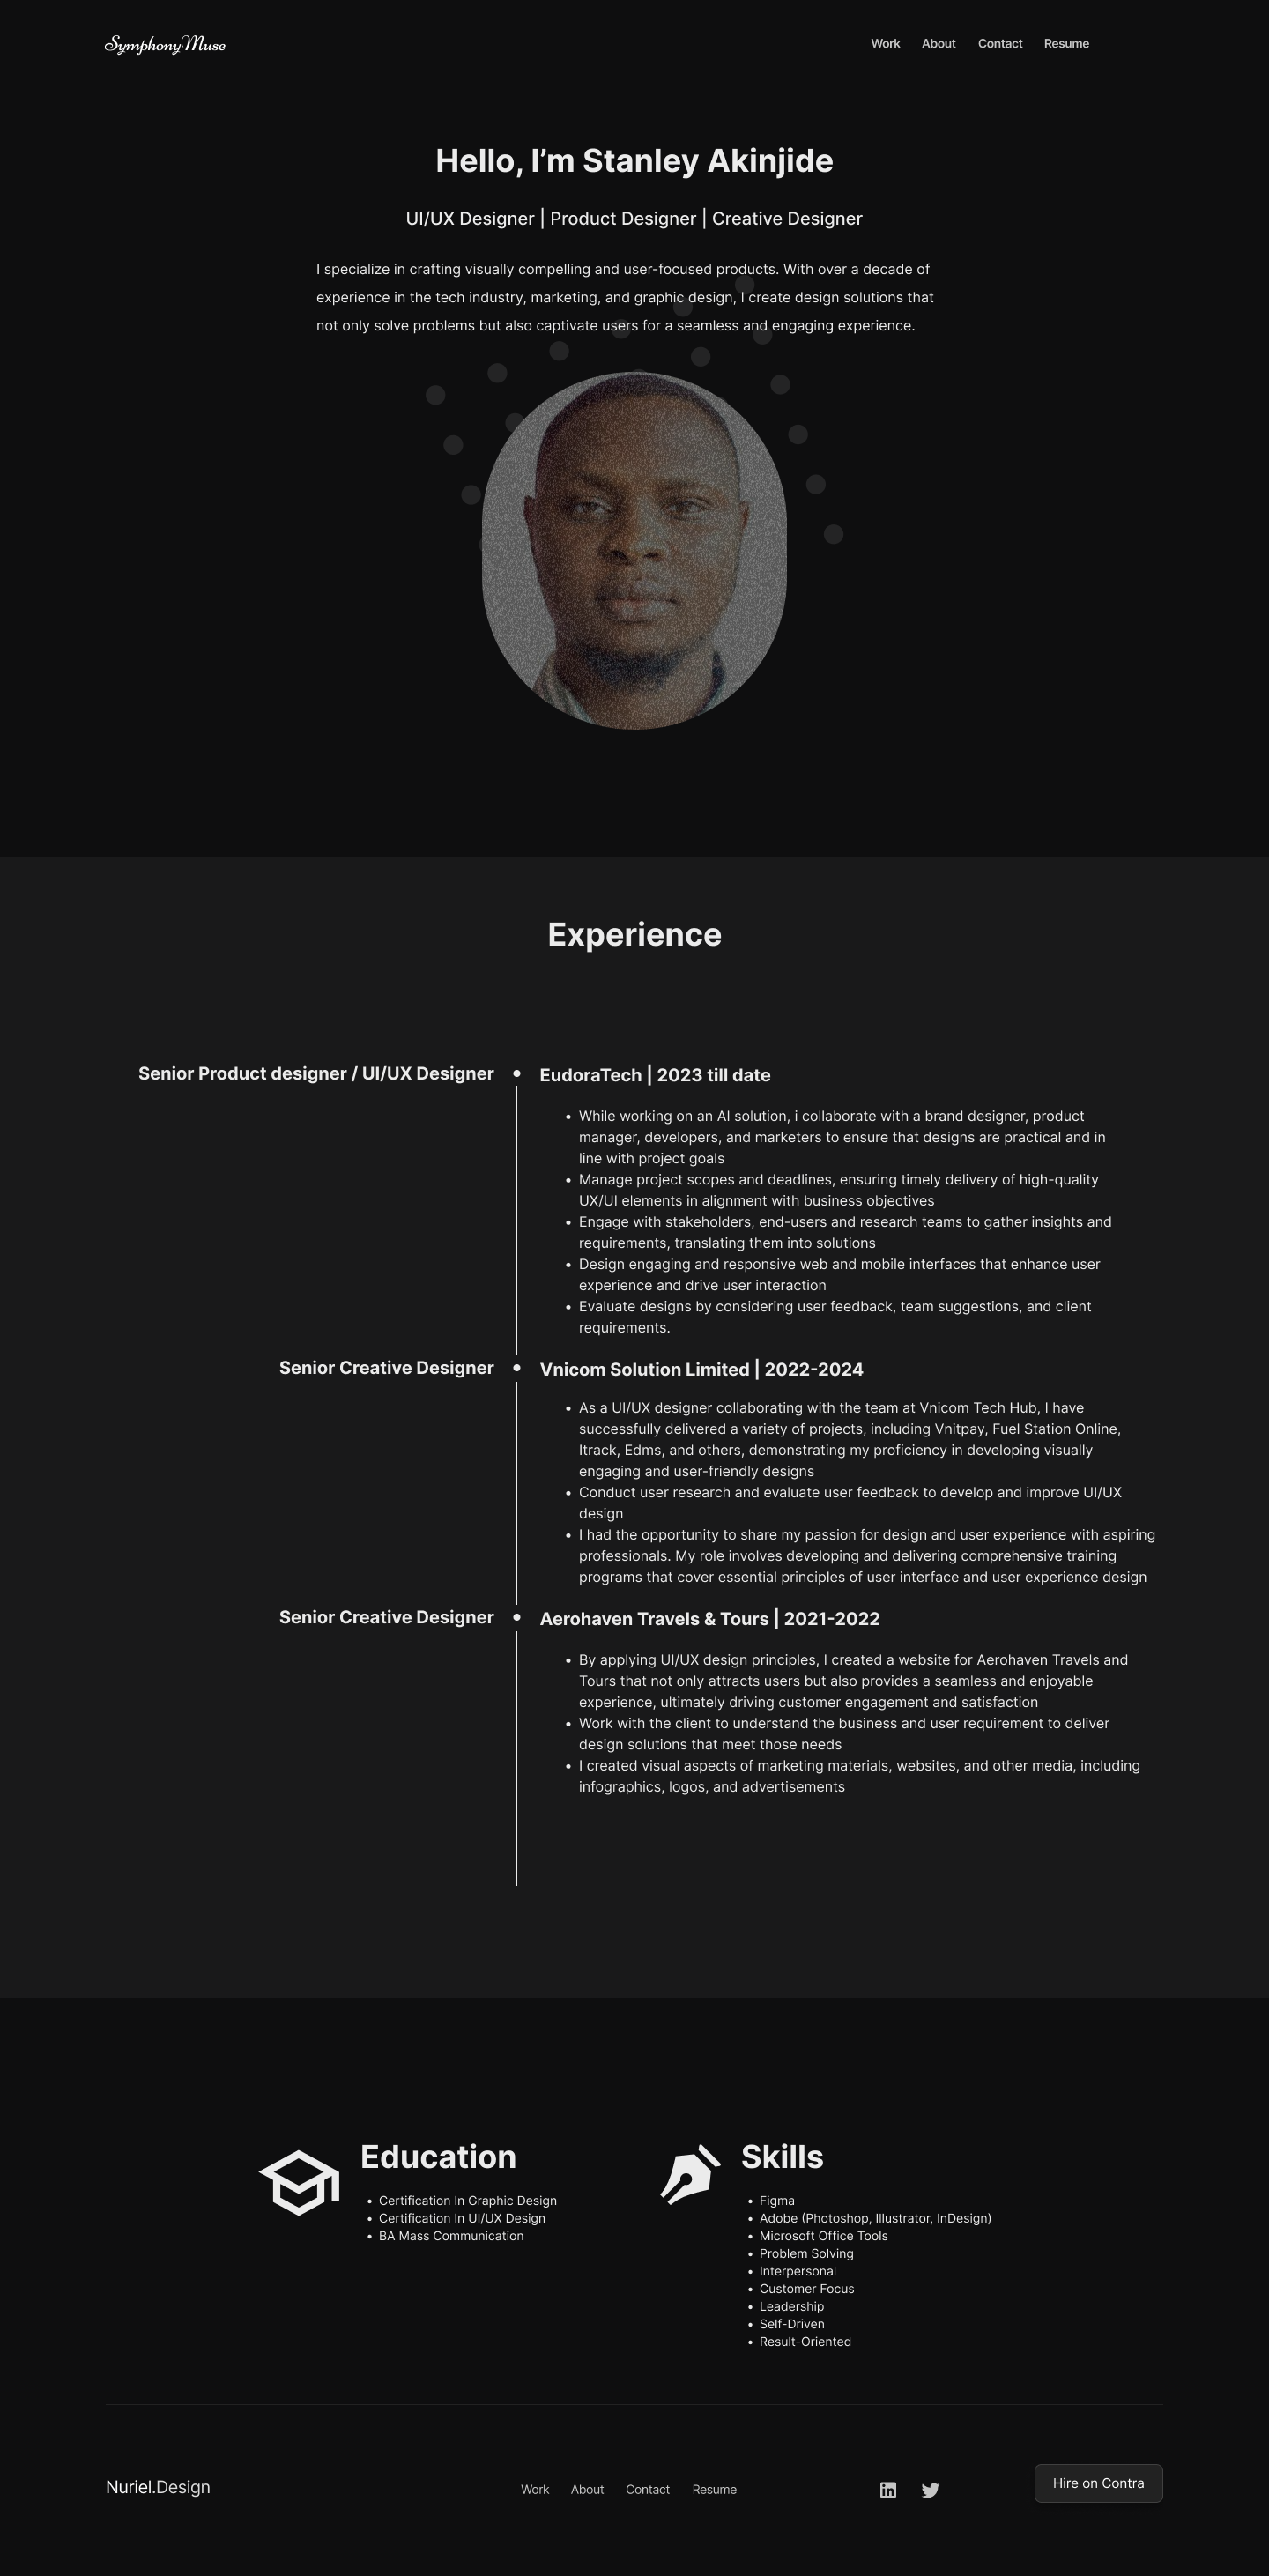 SymphonyMuse
Work About Contact Resume
Hello, I’m Stanley Akinjide
UI/UX Designer | Product Designer | Creative Designer
I specialize in crafting visually compelling and user-focused products. With over a decade of
experience in the tech industry, marketing, and graphic design, I create design solutions that
not only solve problems but also captivate users for a seamless and engaging experience.
Experience
Senior Product designer / UI/UX Designer
EudoraTech | 2023 till date
• While working on an AI solution, i collaborate with a brand designer, product
manager, developers, and marketers to ensure that designs are practical and in
line with project goals
• Manage project scopes and deadlines, ensuring timely delivery of high-quality
UX/UI elements in alignment with business objectives
• Engage with stakeholders, end-users and research teams to gather insights and
requirements, translating them into solutions
• Design engaging and responsive web and mobile interfaces that enhance user
experience and drive user interaction
• Evaluate designs by considering user feedback, team suggestions, and client
requirements.
Senior Creative Designer
Vnicom Solution Limited | 2022-2024
• As a UI/UX designer collaborating with the team at Vnicom Tech Hub, I have
successfully delivered a variety of projects, including Vnitpay, Fuel Station Online,
Itrack, Edms, and others, demonstrating my proficiency in developing visually
engaging and user-friendly designs
• Conduct user research and evaluate user feedback to develop and improve UI/UX
design
• I had the opportunity to share my passion for design and user experience with aspiring
professionals. My role involves developing and delivering comprehensive training
programs that cover essential principles of user interface and user experience design
Senior Creative Designer
Aerohaven Travels & Tours | 2021-2022
• By applying UI/UX design principles, I created a website for Aerohaven Travels and
Tours that not only attracts users but also provides a seamless and enjoyable
experience, ultimately driving customer engagement and satisfaction
• Work with the client to understand the business and user requirement to deliver
design solutions that meet those needs
• I created visual aspects of marketing materials, websites, and other media, including
infographics, logos, and advertisements
Education
• Certification In Graphic Design
• Certification In UI/UX Design
• BA Mass Communication
Skills
• Figma
• Adobe (Photoshop, Illustrator, InDesign)
• Microsoft Office Tools
• Problem Solving
• Interpersonal
• Customer Focus
• Leadership
• Self-Driven
• Result-Oriented
Nuriel.Design
Work About Contact Resume
in
Hire on Contra